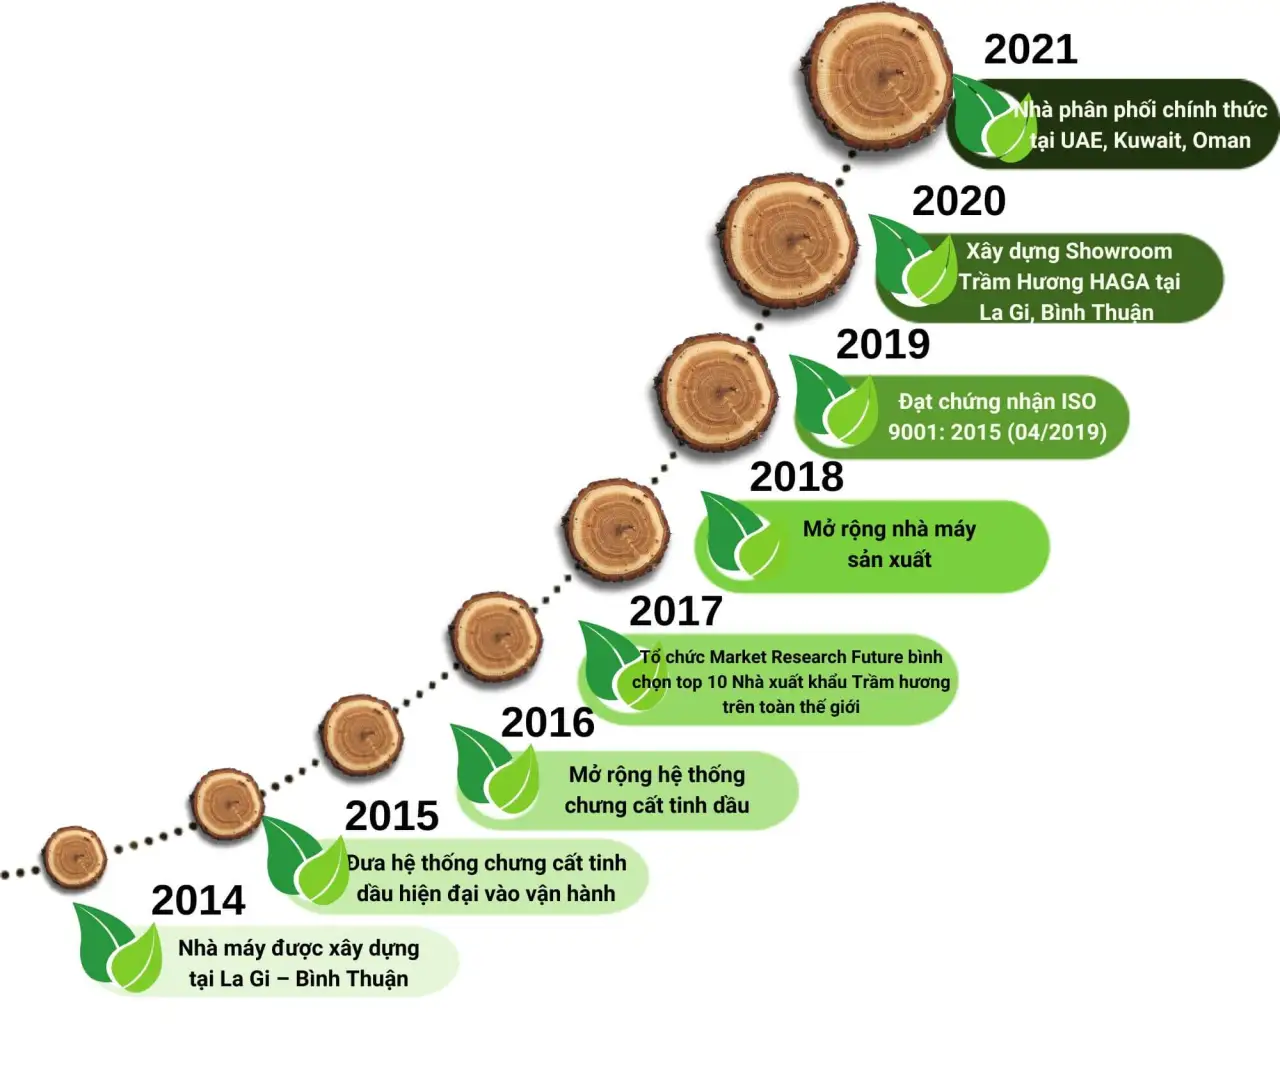 2021
Nhà phân phối chính thức
tại UAE, Kuwait, Oman
2020
Xây dựng Showroom
Trầm Hương HAGA tại
La Gi, Bình Thuận
2019
Đạt chứng nhận ISO
9001: 2015 (04/2019)
2018
Mở rộng nhà máy
sản xuất
2017
Tổ chức Market Research Future bình
chọn top 10 Nhà xuất khẩu Trầm hương
trên toàn thế giới
2016
Mở rộng hệ thống
chưng cất tinh dầu
2015
Đưa hệ thống chưng cất tinh
dầu hiện đại vào vận hành
2014
Nhà máy được xây dựng
tại La Gi – Bình Thuận